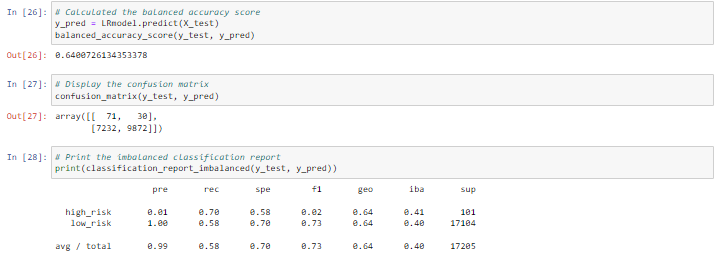 In [26]: # Calculated the balanced accuracy score
y_pred = LRmodel.predict(X_test)
balanced_accuracy_score(y_test, y_pred)
Out[26]: 0.6400726134353378
In [27]: # Display the confusion matrix
confusion_matrix(y_test, y_pred)
Out[27]: array([[  71,   30],
[7232, 9872]])
In [28]: # Print the imbalanced classification report
print(classification_report_imbalanced(y_test, y_pred))
pre rec spe f1 geo iba sup
high_risk 0.01 0.70 0.58 0.02 0.64 0.41 101
low_risk 1.00 0.58 0.70 0.73 0.64 0.40 17104
avg / total 0.99 0.58 0.70 0.73 0.64 0.40 17205